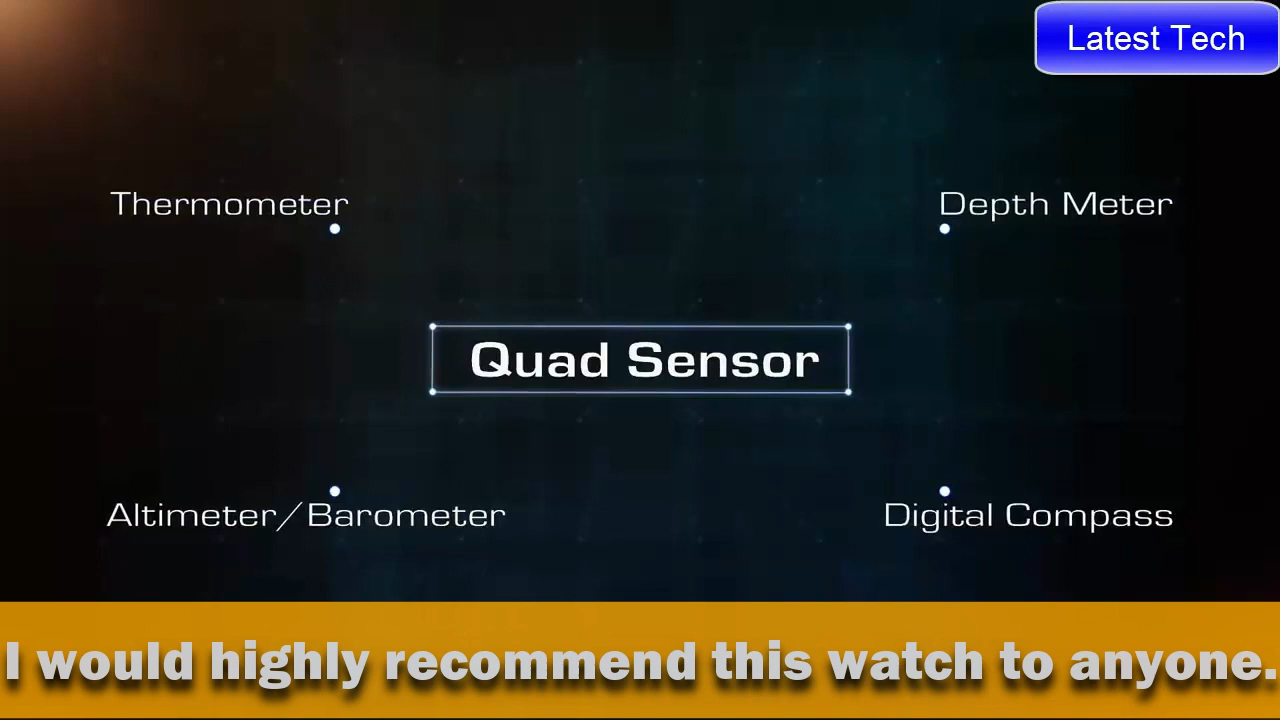 Latest Tech
Thermometer
Depth Meter
Quad Sensor
Altimeter/Barometer
Digital Compass
I would highly recommend this watch to anyone.